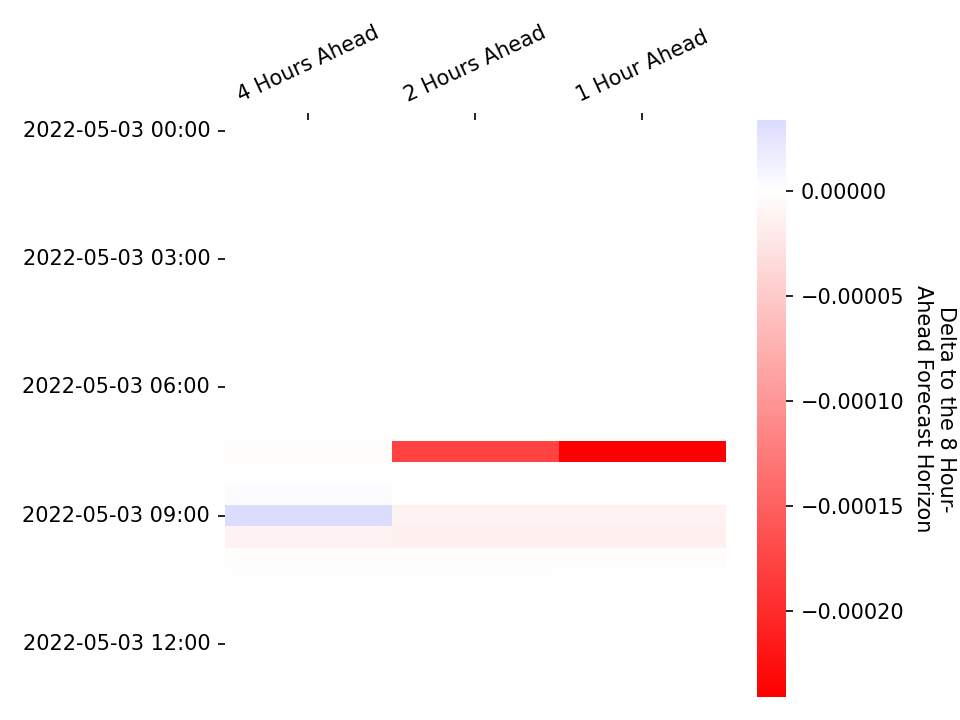 4 Hours Ahead
2 Hours Ahead
1 Hour Ahead
2022-05-03 00:00
2022-05-03 03:00
2022-05-03 06:00
2022-05-03 09:00
2022-05-03 12:00
0.00000
−0.00005
−0.00010
−0.00015
−0.00020
Delta to the 8 Hour-
Ahead Forecast Horizon